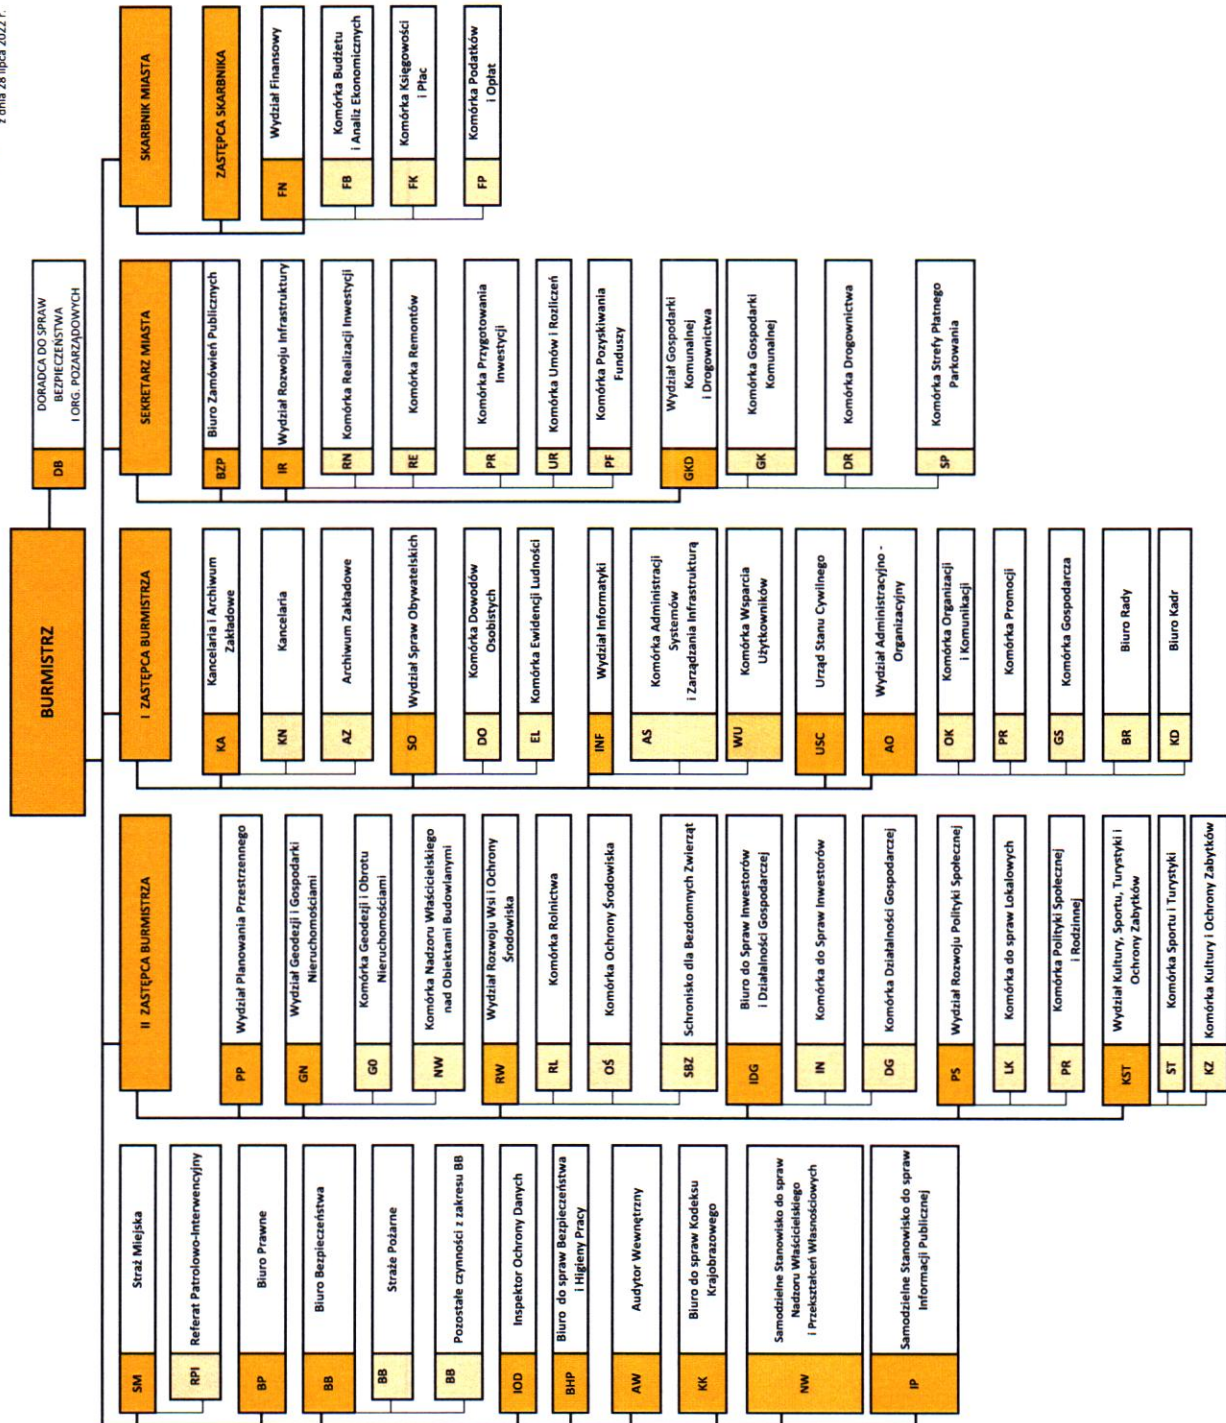 z dnia 28 lipca 2022 r.
BURMISTRZ
DB
DORADCA DO SPRAW
BEZPIECZEŃSTWA
I ORG. POZARZĄDOWYCH
SM
Straż Miejska
RPI
Referat Patrolowo-Interwencyjny
BP
Biuro Prawne
BB
Biuro Bezpieczeństwa
BB
Straże Pożarne
BB
Pozostałe czynności z zakresu BB
IOD
Inspektor Ochrony Danych
BHP
Biuro do spraw Bezpieczeństwa
i Higieny Pracy
AW
Audytor Wewnętrzny
KK
Biuro do spraw Kodeksu
Krajobrazowego
NW
Samodzielne Stanowisko do spraw
Nadzoru Właścicielskiego
i Przekształceń Własnościowych
IP
Samodzielne Stanowisko do spraw
Informacji Publicznej
II ZASTĘPCA BURMISTRZA
PP
Wydział Planowania Przestrzennego
GN
Wydział Geodezji i Gospodarki
Nieruchomościami
GO
Komórka Geodezji i Obrotu
Nieruchomościami
NW
Komórka Nadzoru Właścicielskiego
nad Obiektami Budowlanymi
RW
Wydział Rozwoju Wsi i Ochrony
Środowiska
RL
Komórka Rolnictwa
OŚ
Komórka Ochrony Środowiska
SBZ
Schronisko dla Bezdomnych Zwierząt
IDG
Biuro do Spraw Inwestorów
i Działalności Gospodarczej
IN
Komórka do Spraw Inwestorów
DG
Komórka Działalności Gospodarczej
PS
Wydział Rozwoju Polityki Społecznej
LK
Komórka do spraw Lokalowych
PR
Komórka Polityki Społecznej
i Rodzinnej
KST
Wydział Kultury, Sportu, Turystyki i
Ochrony Zabytków
ST
Komórka Sportu i Turystyki
KZ
Komórka Kultury i Ochrony Zabytków
I ZASTĘPCA BURMISTRZA
KA
Kancelaria i Archiwum
Zakładowe
KN
Kancelaria
AZ
Archiwum Zakładowe
SO
Wydział Spraw Obywatelskich
DO
Komórka Dowodów
Osobistych
EL
Komórka Ewidencji Ludności
INF
Wydział Informatyki
AS
Komórka Administracji
Systemów
i Zarządzania Infrastrukturą
WU
Komórka Wsparcia
Użytkowników
USC
Urząd Stanu Cywilnego
AO
Wydział Administracyjno -
Organizacyjny
OK
Komórka Organizacji
i Komunikacji
PR
Komórka Promocji
GS
Komórka Gospodarcza
BR
Biuro Rady
KD
Biuro Kadr
SEKRETARZ MIASTA
BZP
Biuro Zamówień Publicznych
IR
Wydział Rozwoju Infrastruktury
RN
Komórka Realizacji Inwestycji
RE
Komórka Remontów
PR
Komórka Przygotowania
Inwestycji
UR
Komórka Umów i Rozliczeń
PF
Komórka Pozyskiwania
Funduszy
GKD
Wydział Gospodarki
Komunalnej
i Drogownictwa
GK
Komórka Gospodarki
Komunalnej
DR
Komórka Drogownictwa
SP
Komórka Strefy Płatnego
Parkowania
SKARBNIK MIASTA
ZASTĘPCA SKARBNIKA
FN
Wydział Finansowy
FB
Komórka Budżetu
i Analiz Ekonomicznych
FK
Komórka Księgowości
i Płac
FP
Komórka Podatków
i Opłat